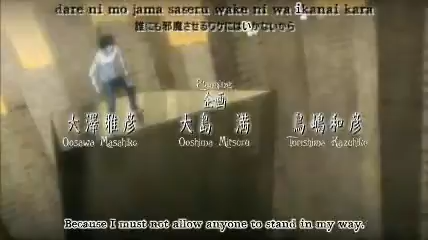 dare ni mo jama saseru wake ni wa ikanai kara
誰にも邪魔させるワケにはいかないから
Planning
企画
大澤雅彦 大島 満 鳥嶋和彦
Oosawa Masahiko Ooshima Mitsuru Torishima Kazuhiko
Because I must not allow anyone to stand in my way.